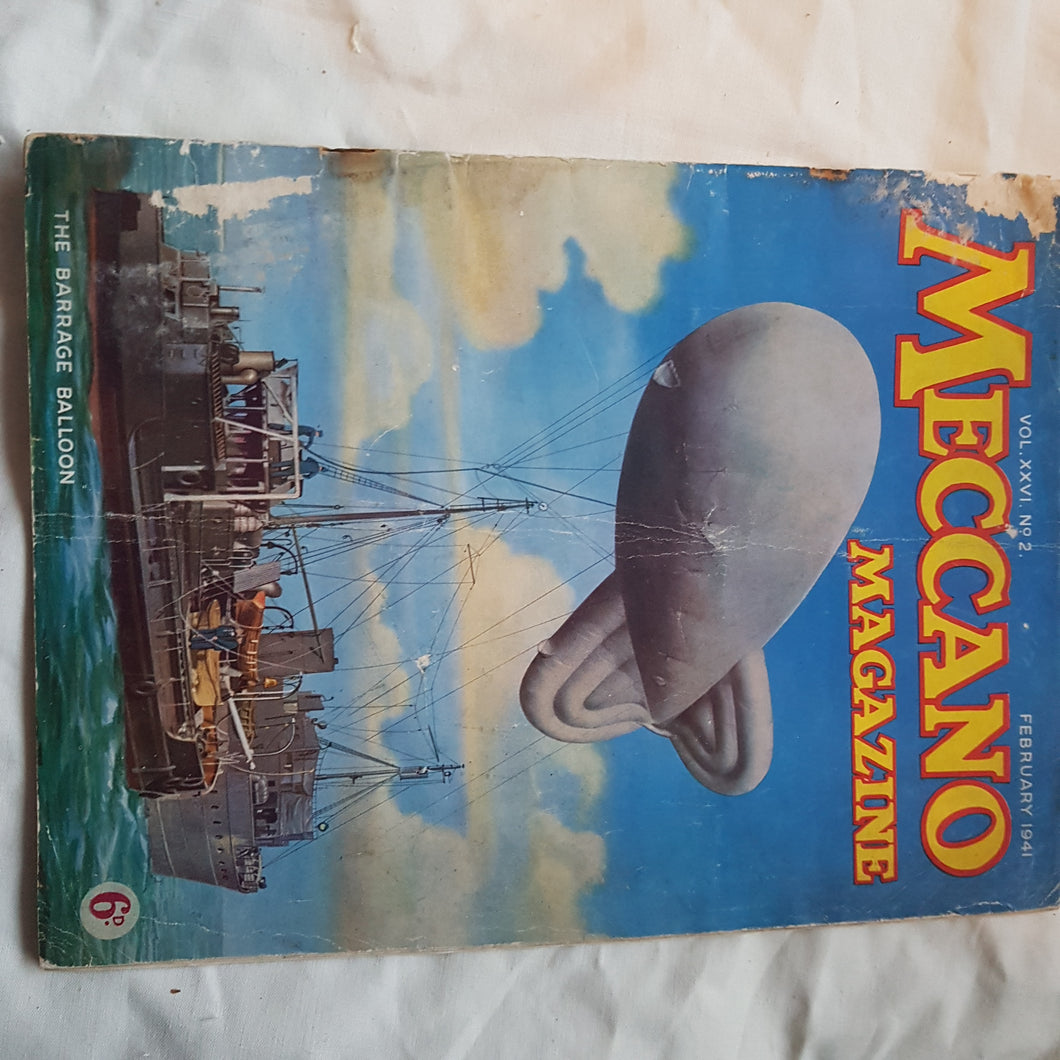 VOL. XXVI. Nº 2.
FEBRUARY 1941
MECCANO
MAGAZINE
THE BARRAGE BALLOON
6D.